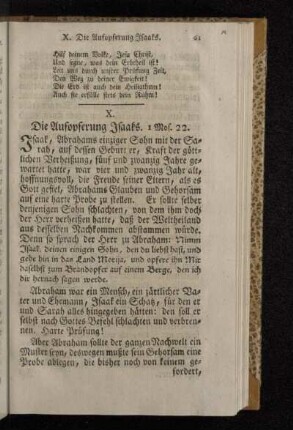 X. Die Aufopferung Isaaks.
Hilf deinem Volke, Jesu Christ,
Und segne, was dein Erbtheil ist!
Leit uns durch unsrer Prüfung Zeit,
Den Weg zu deiner Ewigkeit!
Die Erd ist auch dein Heiligthum!
Auch sie erfülle stets dein Ruhm!
X.
Die Aufopferung Isaaks. 1 Mos. 22.
Isaak, Abrahams einziger Sohn mit der Sa-
rah, auf dessen Geburt er, Kraft der gött-
lichen Verheissung, fünf und zwanzig Jahre ge-
wartet hatte, war vier und zwanzig Jahr alt,
hoffnungsvoll, die Freude seiner Eltern, als es
Gott gefiel, Abrahams Glauben und Gehorsam
auf eine harte Probe zu stellen. Er sollte selber
denjenigen Sohn schlachten, von dem ihm doch
der Herr verheißen hatte, daß der Weltheiland
aus desselben Nachkommen abstammen würde.
Denn so sprach der Herr zu Abraham: Nimm
Isaak, deinen einigen Sohn, den du liebst hast, und
gehe hin in das Land Morija, und opfere ihn Mir
daselbst zum Brandopfer auf einem Berge, den ich
dir hernach sagen werde.
Abraham war ein Mensch, ein zärtlicher Va-
ter und Ehemann, Isaak ein Schatz, für den er
und Sarah alles hingegeben hätten: den soll er
selbst nach Gottes Befehl schlachten und verbren-
nen. Harte Prüfung!
Aber Abraham sollte der ganzen Nachwelt ein
Muster seyn, deswegen mußte sein Gehorsam eine
Probe ablegen, die bisher noch von keinem ge-
fordert,